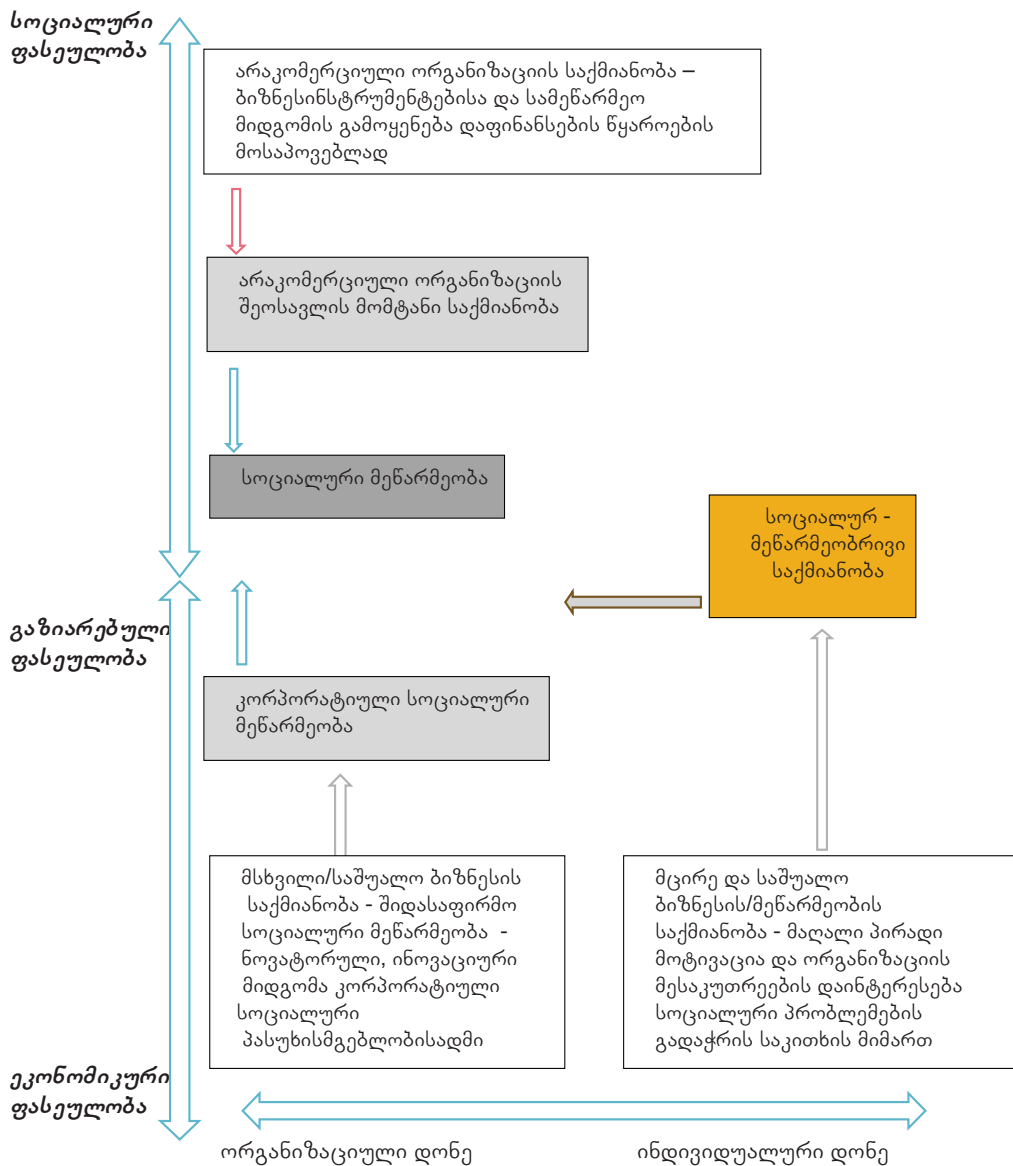 სოციალური
ფასეულობა
არაკომერციული ორგანიზაციის საქმიანობა –
ბიზნესინსტრუმენტებისა და სამეწარმეო
მიდგომის გამოყენება დაფინანსების წყაროების
მოსაპოვებლად
არაკომერციული ორგანიზაციის
შეოსავლის მომტანი საქმიანობა
სოციალური მეწარმეობა
სოციალურ -
მეწარმეობრივი
საქმიანობა
გაზიარებული
ფასეულობა
კორპორატიული სოციალური
მეწარმეობა
მსხვილი/საშუალო ბიზნესის
საქმიანობა - შიდასაფირმო
სოციალური მეწარმეობა -
ნოვატორული, ინოვაციური
მიდგომა კორპორატიული
სოციალური
პასუხისმგებლობისადმი
მცირე და საშუალო
ბიზნესის/მეწარმეობის
საქმიანობა - მაღალი პირადი
მოტივაცია და ორგანიზაციის
მესაკუთრეების დაინტერესება
სოციალური პრობლემების
გადაჭრის საკითხის მიმართ
ეკონომიკური
ფასეულობა
ორგანიზაციული დონე
ინდივიდუალური დონე